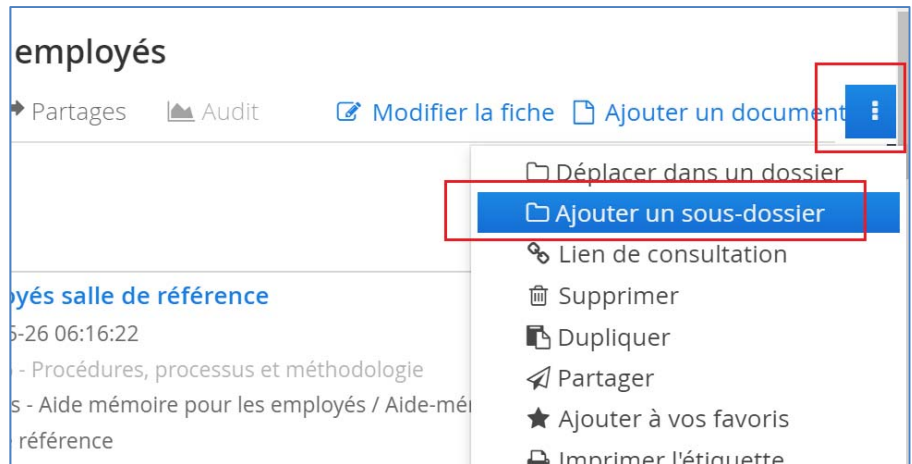 employés
Partages Audit Modifier la fiche Ajouter un document
Déplacer dans un dossier
Ajouter un sous-dossier
Lien de consultation
Supprimer
Dupliquer
Partager
Ajouter à vos favoris
Imprimer l'étiquette
yés salle de référence
-26 06:16:22
- Procédures, processus et méthodologie
s - Aide mémoire pour les employés / Aide-mé
référence